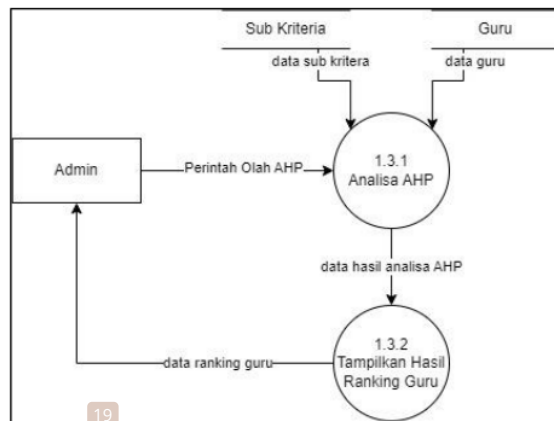 Sub Kriteria
Guru
data sub kritera
data guru
Admin
Perintah Olah AHP
1.3.1
Analisa AHP
data hasil analisa AHP
1.3.2
Tampilkan Hasil
Ranking Guru
data ranking guru
19